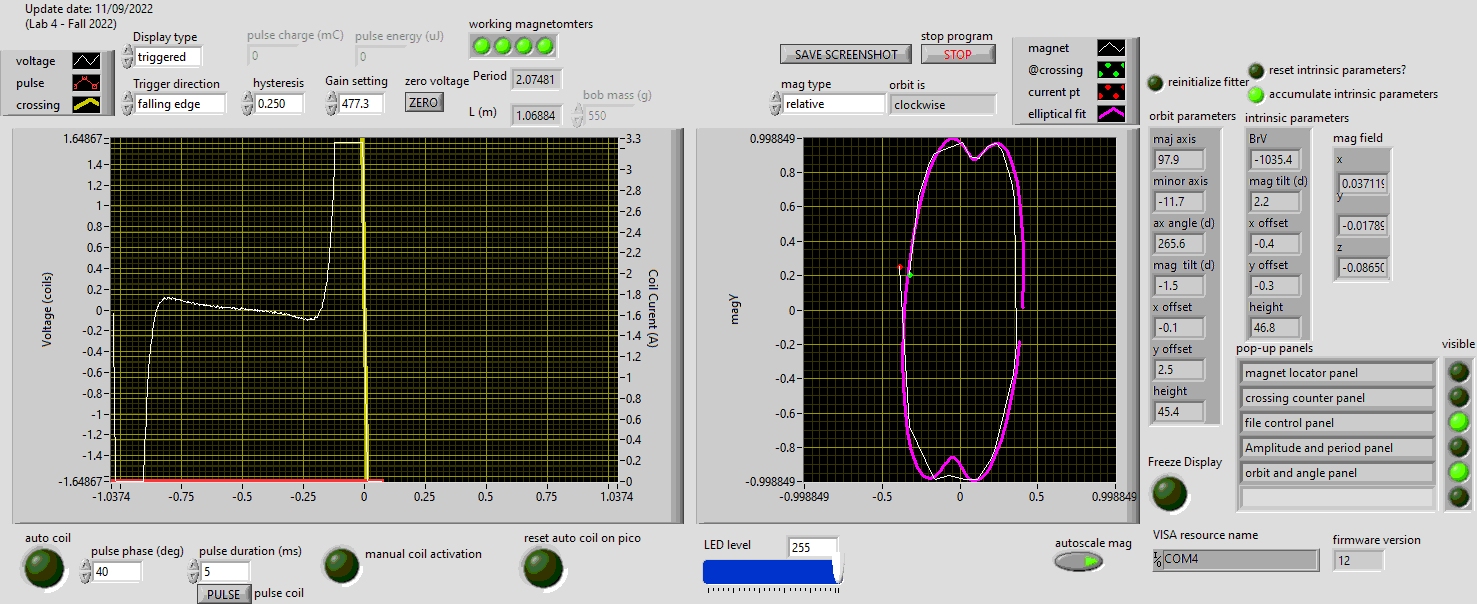 Update date: 11/09/2022
(Lab 4 - Fall 2022)
voltage
pulse
crossing
Display type
triggered
Trigger direction
falling edge
pulse charge (mC)
0
pulse energy (uJ)
0
hysteresis
0.250
Gain setting
477.3
zero voltage
ZERO
working magnetomters
Period
2.07481
L (m)
1.06884
bob mass (g)
550
SAVE SCREENSHOT
stop program
STOP
mag type
relative
orbit is
clockwise
magnet
@crossing
current pt
elliptical fit
reinitialize fitter
reset intrinsic parameters?
accumulate intrinsic parameters
Voltage (coils)
1.64867
1.4
1.2
1
0.8
0.6
0.4
0.2
0
-0.2
-0.4
-0.6
-0.8
-1
-1.2
-1.4
-1.64867
-1.0374
-0.75
-0.5
-0.25
0
0.25
0.5
0.75
1.0374
3.3
3
2.8
2.6
2.4
2.2
2
1.8
1.6
1.4
1.2
1
0.8
0.6
0.4
0.2
0
Coil Current (A)
magY
0.998849
0.8
0.6
0.4
0.2
0
-0.2
-0.4
-0.6
-0.8
-0.998849
-0.998849
-0.5
0
0.5
0.998849
orbit parameters
maj axis
97.9
minor axis
-11.7
ax angle (d)
265.6
mag tilt (d)
-1.5
x offset
-0.1
y offset
2.5
height
45.4
intrinsic parameters
BrV
-1035.4
mag tilt (d)
2.2
x offset
-0.4
y offset
-0.3
height
46.8
mag field
x
0.03711
y
-0.01789
z
-0.0865
pop-up panels
visible
magnet locator panel
crossing counter panel
file control panel
Amplitude and period panel
orbit and angle panel
Freeze Display
auto coil
pulse phase (deg)
40
pulse duration (ms)
5
PULSE
pulse coil
manual coil activation
reset auto coil on pico
LED level
255
autoscale mag
VISA resource name
COM4
firmware version
12